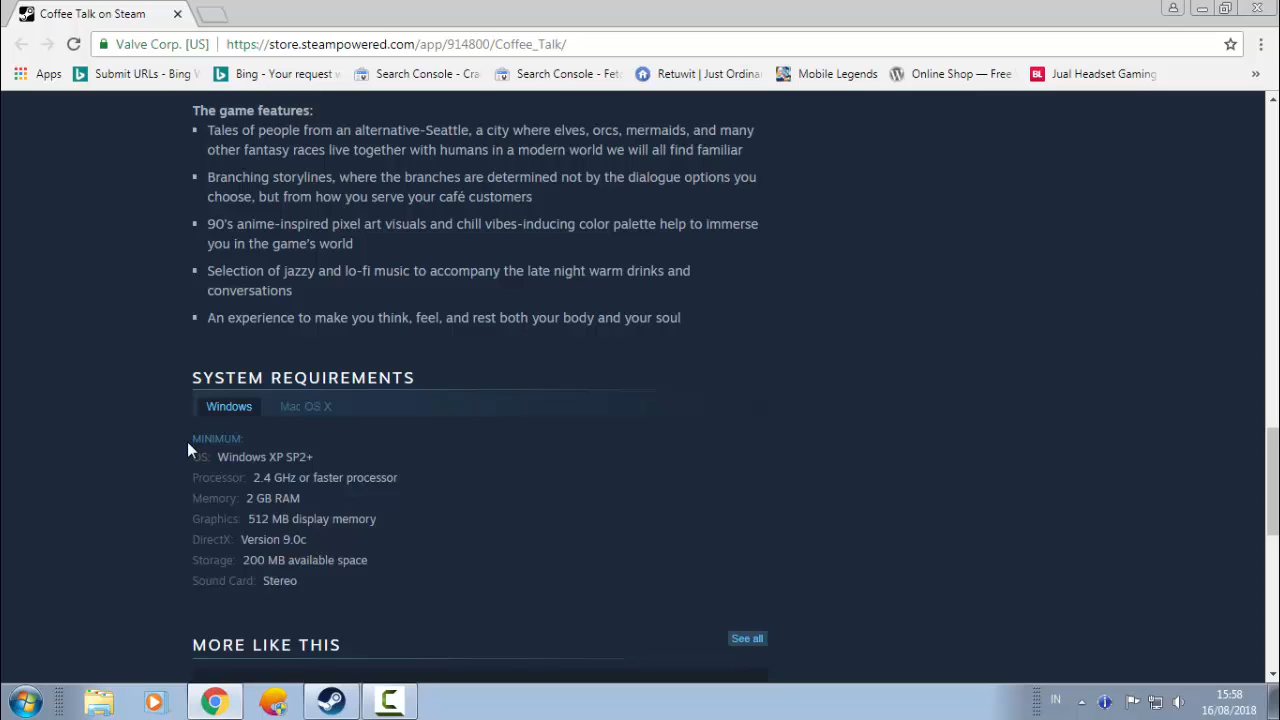 Coffee Talk on Steam
Valve Corp. [US]
https://store.steampowered.com/app/914800/Coffee_Talk/
Apps
Submit URLs - Bing
Bing - Your request
Search Console - Cra
Search Console - Fet
Retuwit | Just Ordina
Mobile Legends
Online Shop — Free
BL
Jual Headset Gaming
»
The game features:
Tales of people from an alternative-Seattle, a city where elves, orcs, mermaids, and many
other fantasy races live together with humans in a modern world we will all find familiar
Branching storylines, where the branches are determined not by the dialogue options you
choose, but from how you serve your café customers
90's anime-inspired pixel art visuals and chill vibes-inducing color palette help to immerse
you in the game's world
Selection of jazzy and lo-fi music to accompany the late night warm drinks and
conversations
An experience to make you think, feel, and rest both your body and your soul
SYSTEM REQUIREMENTS
Windows
Mac OS X
MINIMUM:
OS: Windows XP SP2+
Processor: 2.4 GHz or faster processor
Memory: 2 GB RAM
Graphics: 512 MB display memory
DirectX: Version 9.0c
Storage: 200 MB available space
Sound Card: Stereo
MORE LIKE THIS
See all
IN
15:58
16/08/2018